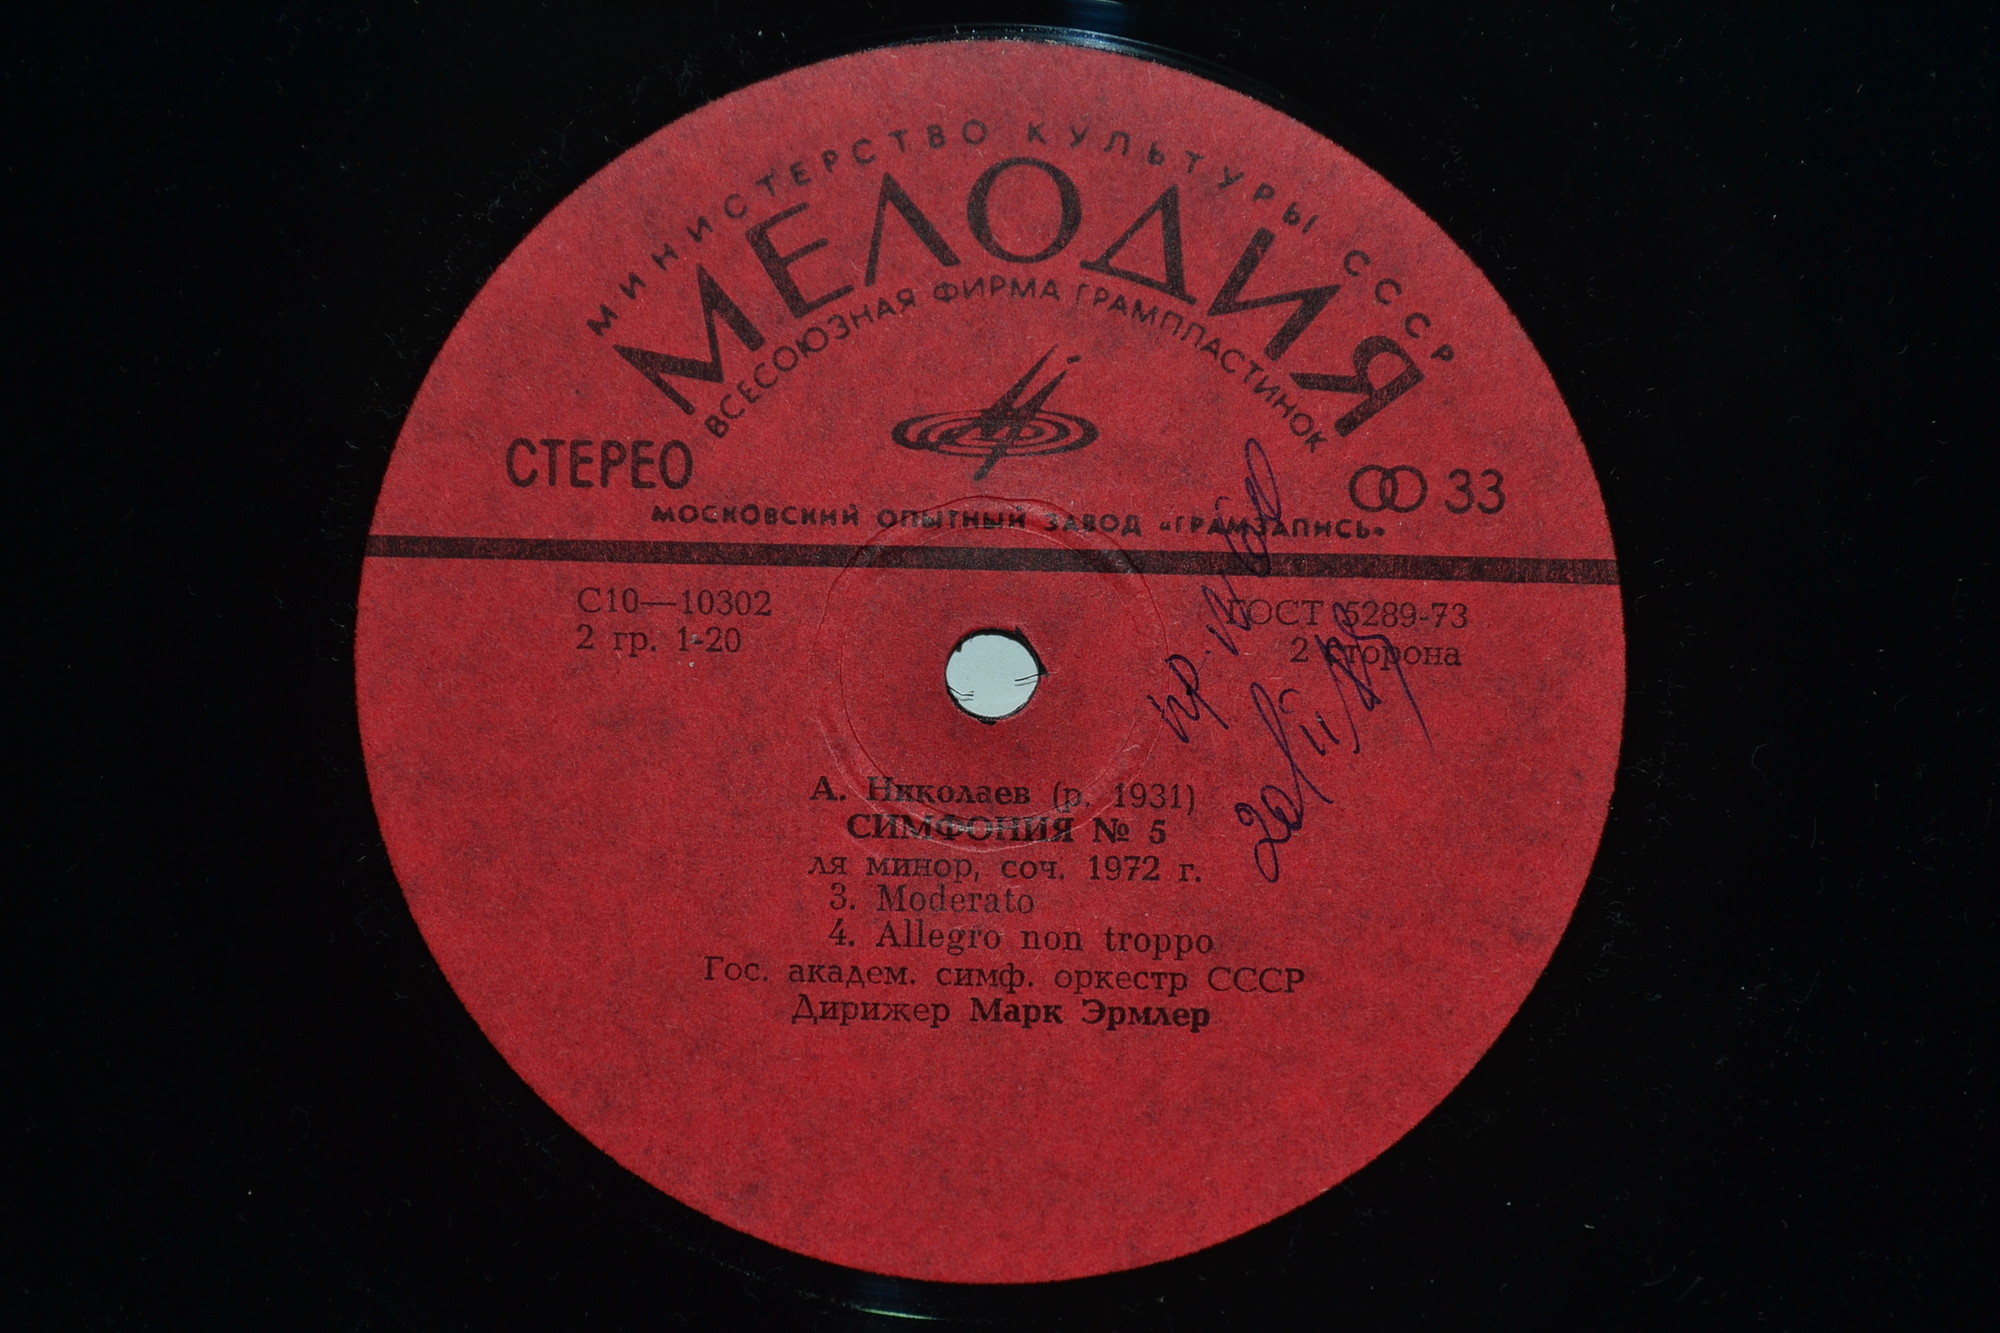 МИНИСТЕРСТВО КУЛЬТУРЫ СССР
МЕЛОДИЯ
ВСЕСОЮЗНАЯ ФИРМА ГРАМПЛАСТИНОК
СТЕРЕО
33
МОСКОВСКИЙ ОПЫТНЫЙ ЗАВОД «ГРАМЗАПИСЬ»
С10—10302
ГОСТ 5289-73
2 гр. 1-20
2 сторона
А. Николаев (р. 1931)
СИМФОНИЯ № 5
ля минор, соч. 1972 г.
3. Moderato
4. Allegro non troppo
Гос. академ. симф. оркестр СССР
Дирижер Марк Эрмлер